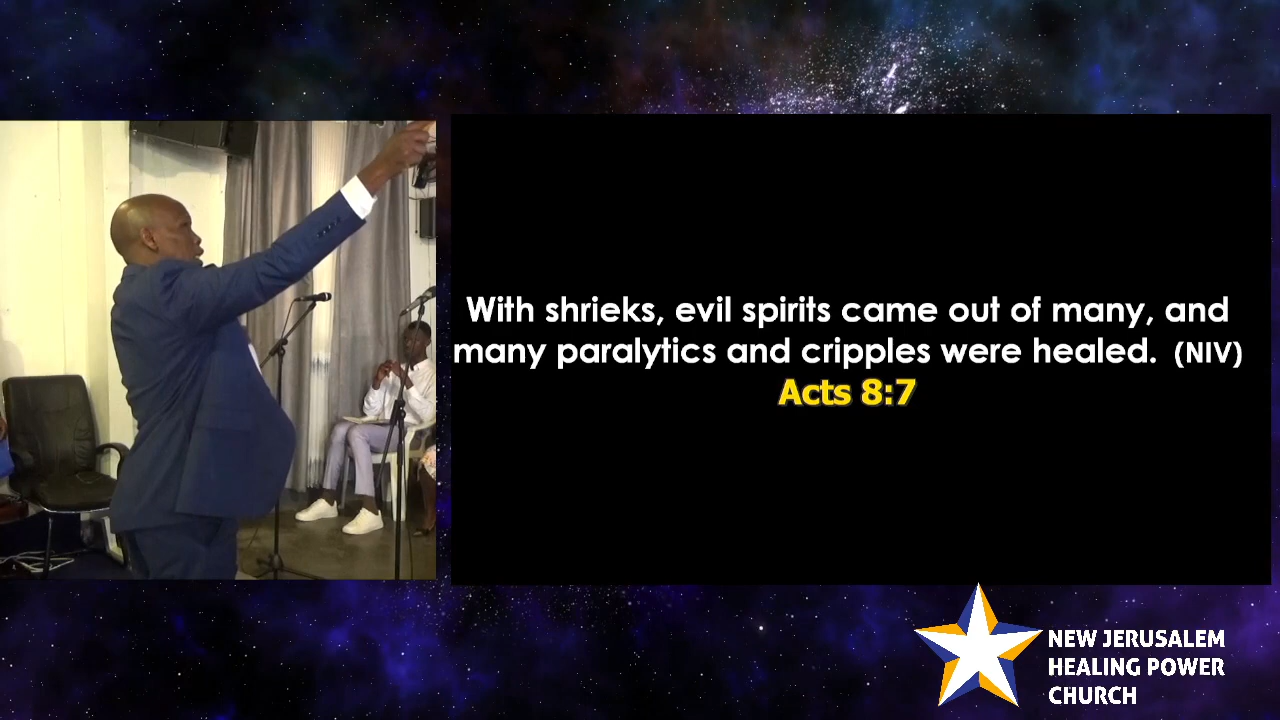 With shrieks, evil spirits came out of many, and
many paralytics and cripples were healed. (NIV)
Acts 8:7
NEW JERUSALEM
HEALING POWER
CHURCH